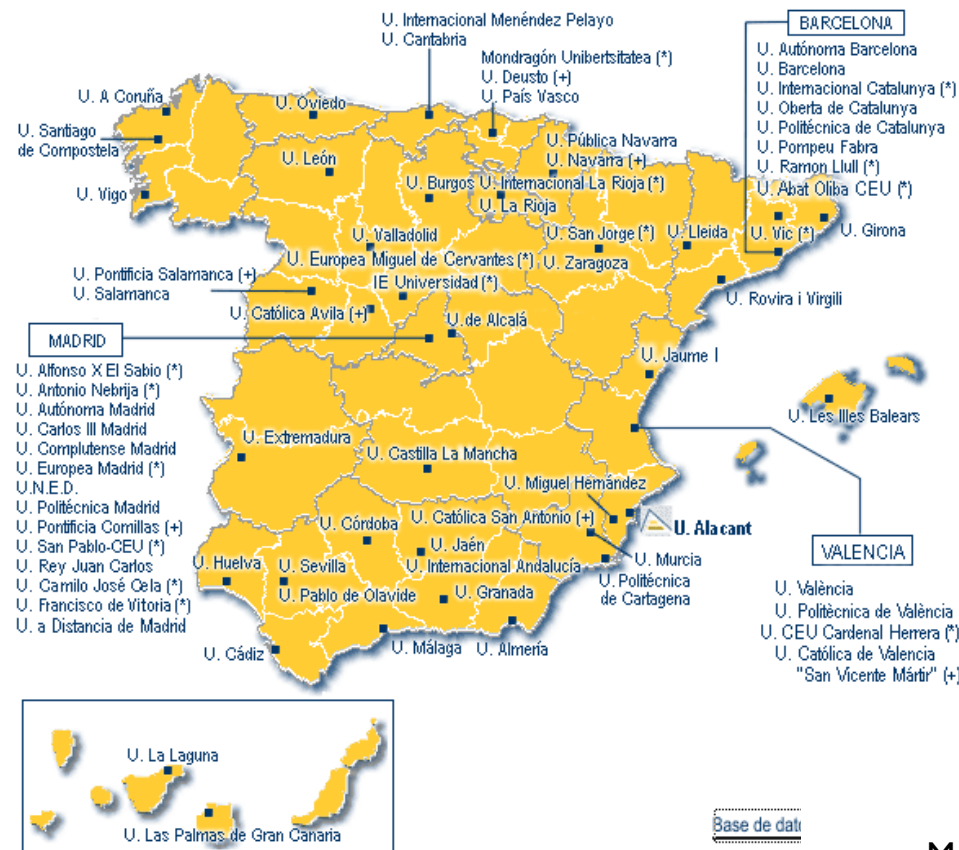 U. Internacional Menéndez Pelayo
U. Cantabria
Mondragón Unibertsitatea (*)
U. Deusto (+)
U. País Vasco
BARCELONA
U. Autónoma Barcelona
U. Barcelona
U. Internacional Catalunya (*)
U. Oberta de Catalunya
U. Politécnica de Catalunya
U. Pompeu Fabra
U. Ramon Llull (*)
U. Abat Oliba CEU (*)
U. A Coruña
U. Oviedo
U. Santiago
de Compostela
U. Pública Navarra
U. Navarra (+)
U. León
U. Vigo
U. Burgos
U. Internacional La Rioja (*)
U. La Rioja
U. Valladolid
U. San Jorge (*)
U. Lleida
U. Vic (*)
U. Girona
U. Europea Miguel de Cervantes (*)
U. Zaragoza
U. Pontificia Salamanca (+)
U. Salamanca
IE Universidad (*)
U. Rovira i Virgili
U. Católica Avila (+)
U.de Alcalá
MADRID
U. Alfonso X El Sabio (*)
U. Antonio Nebrija (*)
U. Autónoma Madrid
U. Carlos III Madrid
U. Complutense Madrid
U. Europea Madrid (*)
U.N.E.D.
U. Politécnica Madrid
U. Pontificia Comillas (+)
U. San Pablo-CEU (*)
U. Rey Juan Carlos
U. Camilo José Cela (*)
U. Francisco de Vitoria (*)
U. a Distancia de Madrid
U. Jaume I
U. Les Illes Balears
U. Extremadura
U. Castilla La Mancha
U. Miguel Hernández
U. Córdoba
U. Católica San Antonio (+)
U. Alacant
U. Jaén
U. Murcia
U. Huelva
U. Sevilla
U. Internacional Andalucía
U. Politécnica
de Cartagena
U. Pablo de Olavide
U. Granada
U. Cádiz
U. Málaga
U. Almería
VALENCIA
U. València
U. Politècnica de València
U. CEU Cardenal Herrera (*)
U. Católica de Valencia
"San Vicente Mártir" (+)
U. La Laguna
U. Las Palmas de Gran Canaria
Base de dat